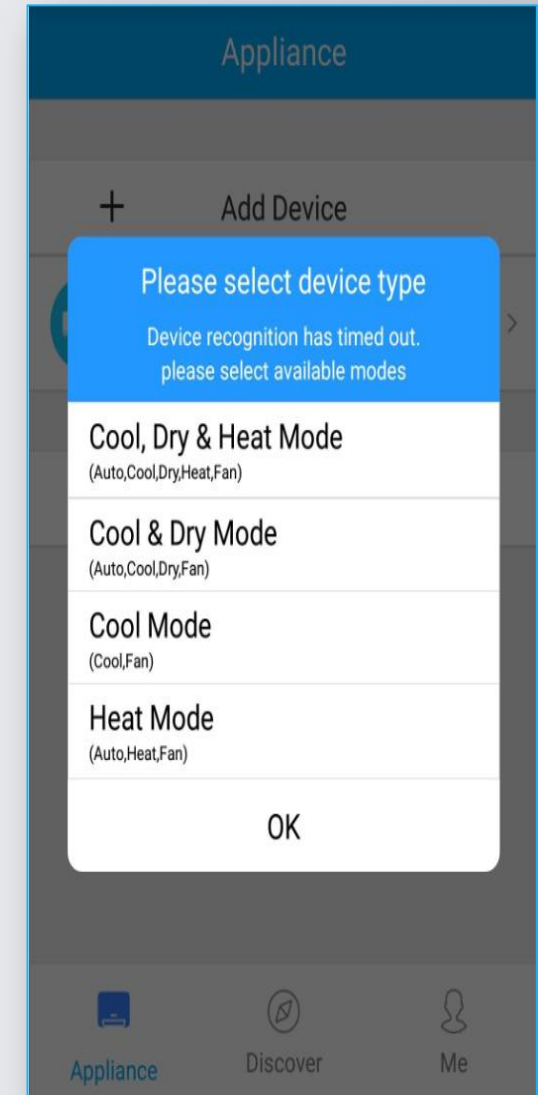 Appliance
Add Device
Please select device type
Device recognition has timed out.
please select available modes
Cool, Dry & Heat Mode
(Auto,Cool,Dry,Heat,Fan)
Cool & Dry Mode
(Auto,Cool,Dry,Fan)
Cool Mode
(Cool,Fan)
Heat Mode
(Auto,Heat,Fan)
OK
Appliance
Discover
Me